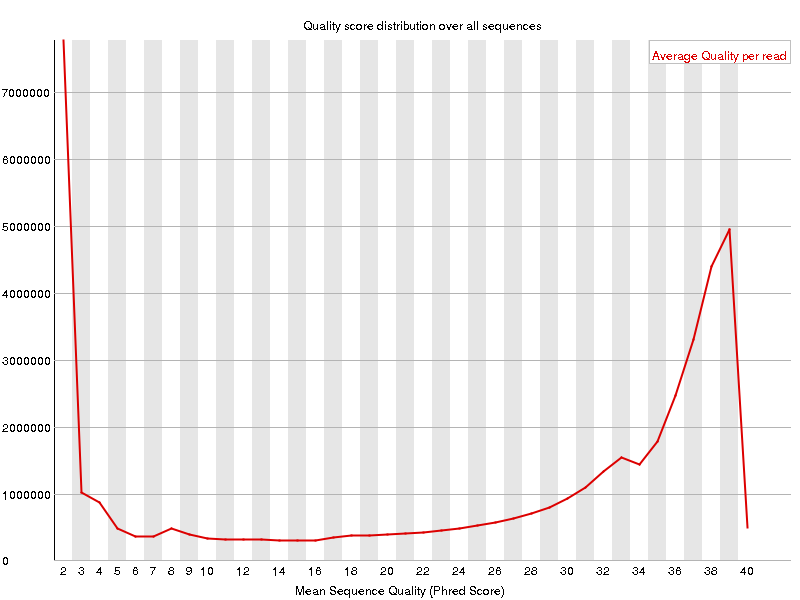 Quality score distribution over all sequences
Average Quality per read
7000000
6000000
5000000
4000000
3000000
2000000
1000000
0
2 3 4 5 6 7 8 9 10 12 14 16 18 20 22 24 26 28 30 32 34 36 38 40
Mean Sequence Quality (Phred Score)